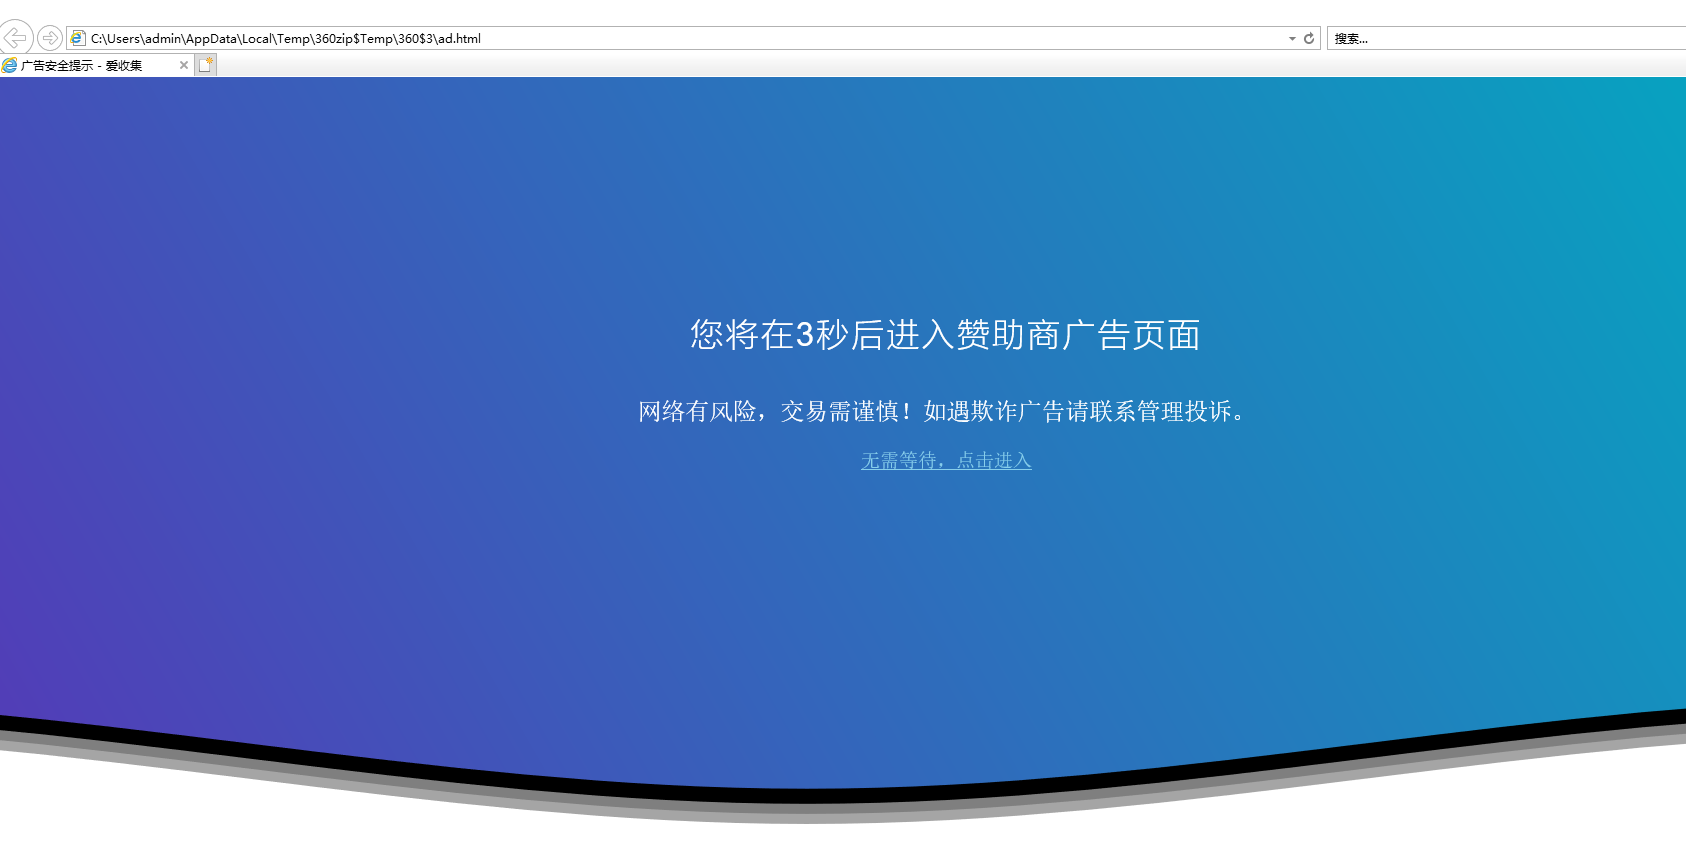 C:\Users\admin\AppData\Local\Temp\360zip$Temp\360$3\ad.html
搜索...
广告安全提示 - 爱收集
您将在3秒后进入赞助商广告页面
网络有风险，交易需谨慎！如遇欺诈广告请联系管理投诉。
无需等待，点击进入